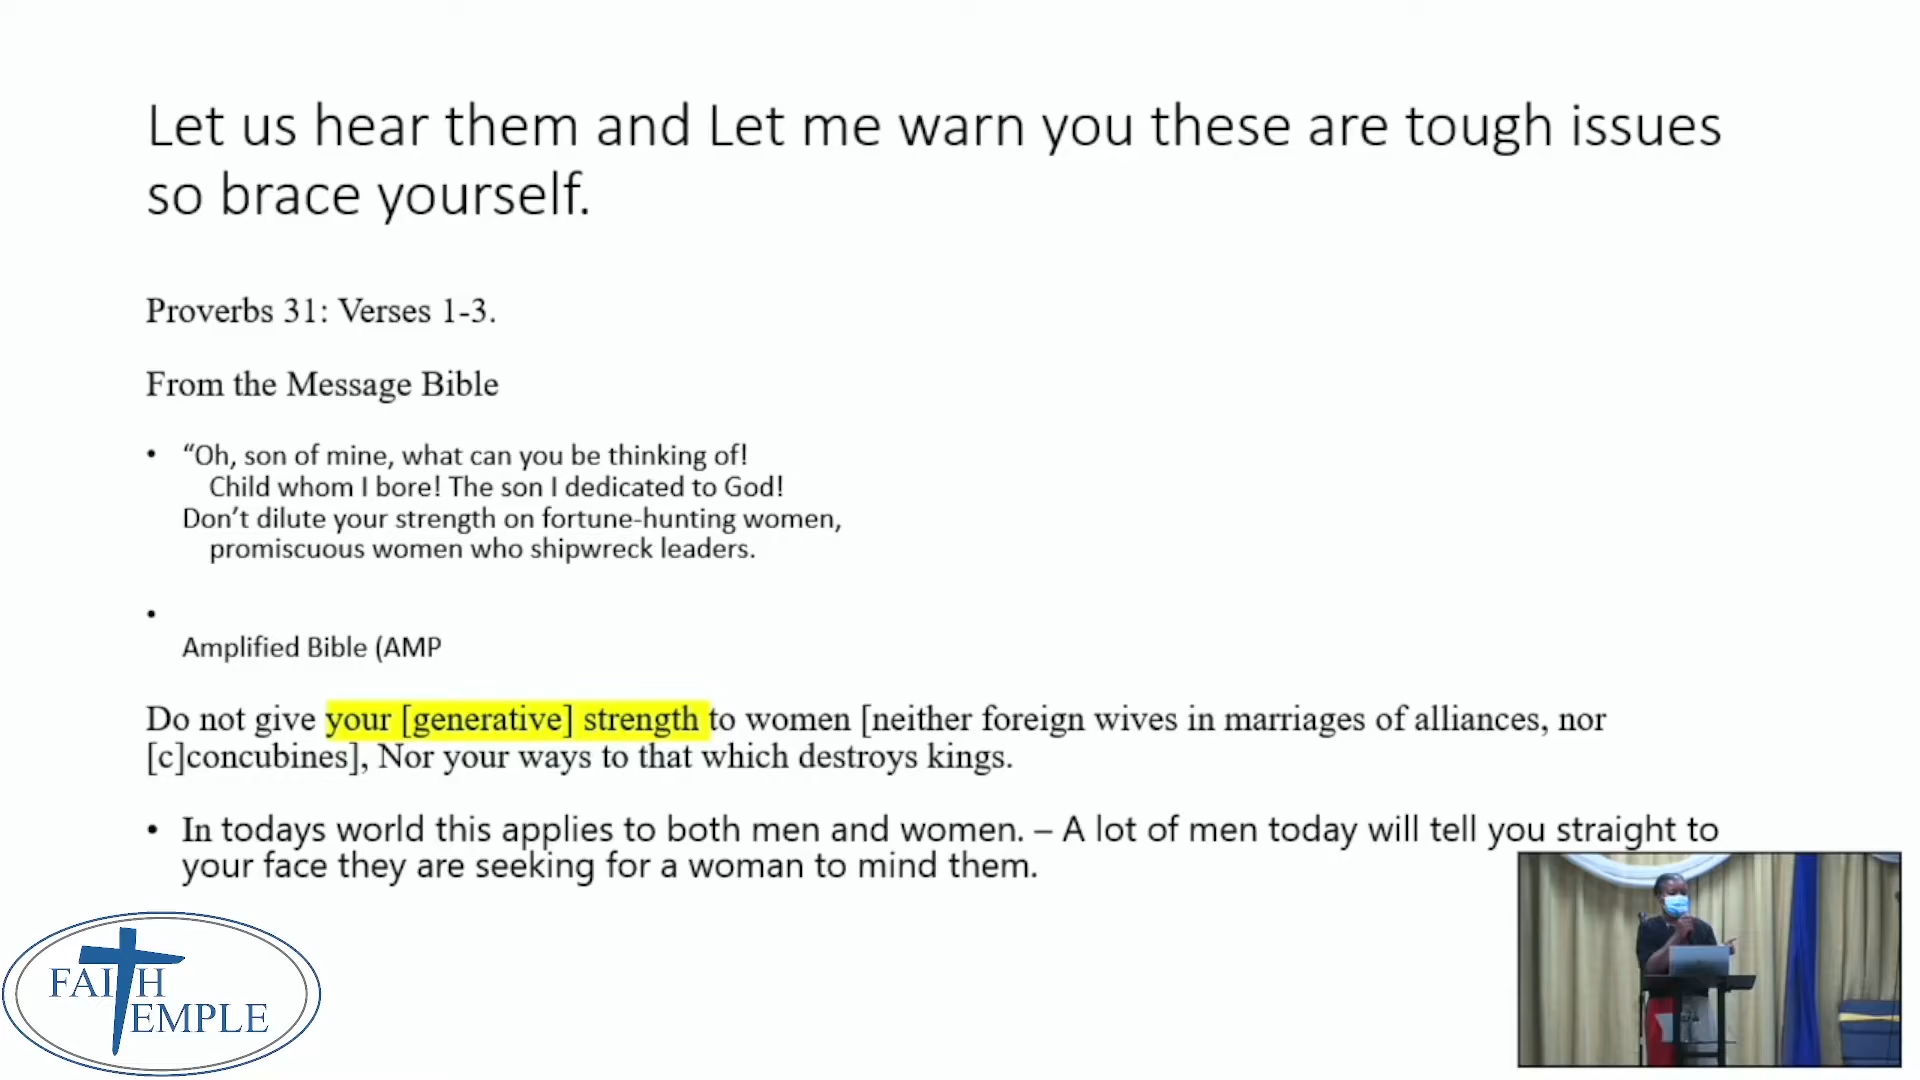 Let us hear them and Let me warn you these are tough issues
so brace yourself.
Proverbs 31: Verses 1-3.
From the Message Bible
• “Oh, son of mine, what can you be thinking of!
Child whom I bore! The son I dedicated to God!
Don’t dilute your strength on fortune-hunting women,
promiscuous women who shipwreck leaders.
•
Amplified Bible (AMP
Do not give your [generative] strength to women [neither foreign wives in marriages of alliances, nor
[c]concubines], Nor your ways to that which destroys kings.
• In todays world this applies to both men and women. – A lot of men today will tell you straight to
your face they are seeking for a woman to mind them.
FAITH
TEMPLE